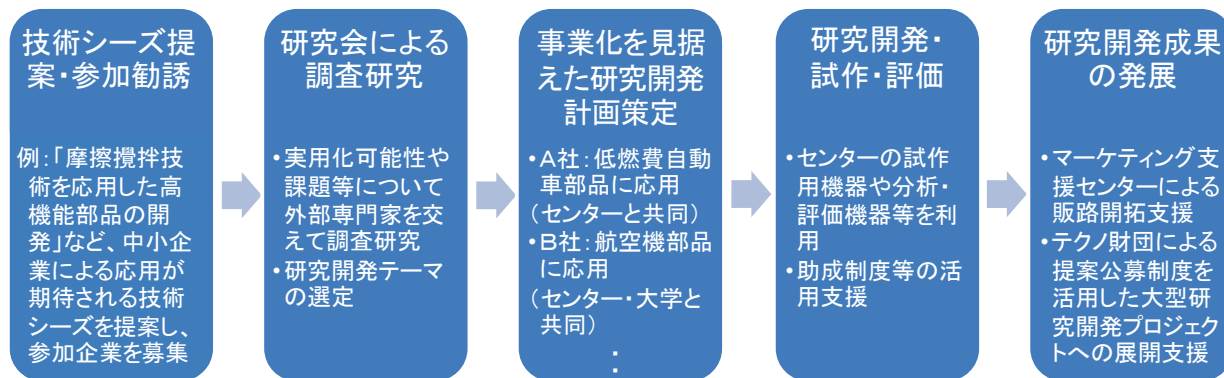 技術シーズ提
案・参加勧誘
例：「摩擦攪拌技
術を応用した高
機能部品の開
発」など、中小企
業による応用が
期待される技術
シーズを提案し、
参加企業を募集
研究会による
調査研究
•実用化可能性や
課題等について
外部専門家を交
えて調査研究
•研究開発テーマ
の選定
事業化を見据
えた研究開発
計画策定
•Ａ社：低燃費自動
車部品に応用
（センターと共同）
•Ｂ社：航空機部品
に応用
（センター・大学と
共同）
：
研究開発・
試作・評価
•センターの試作
用機器や分析・
評価機器等を利
用
•助成制度等の活
用支援
研究開発成果
の発展
•マーケティング支
援センターによる
販路開拓支援
•テクノ財団による
提案公募制度を
活用した大型研
究開発プロジェク
トへの展開支援